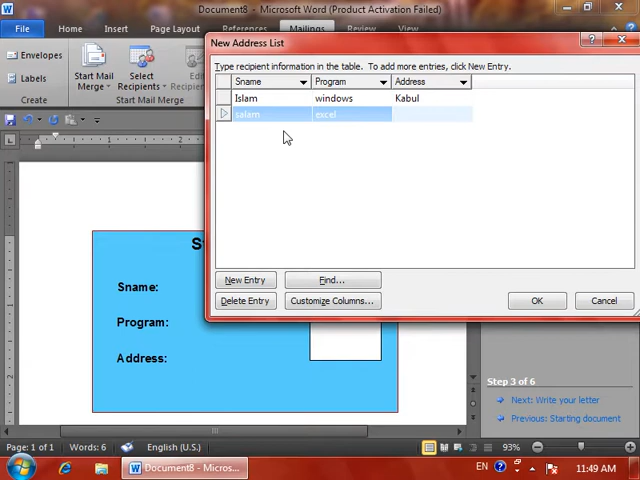 Document8 - Microsoft Word (Product Activation Failed)
File Home Insert Page Layout References Mailings Review View
New Address List
Type recipient information in the table. To add more entries, click New Entry.
Sname Program Address
Islam windows Kabul
salam excel
Envelopes
Labels
Create
Start Mail Merge
Select Recipients
Start Mail Merge
New Entry Find...
Delete Entry Customize Columns...
OK Cancel
Sname:
Program:
Address:
Step 3 of 6
Next: Write your letter
Previous: Starting document
Page: 1 of 1 Words: 6 English (U.S.) 93%
Document8 - Micros... EN 11:49 AM